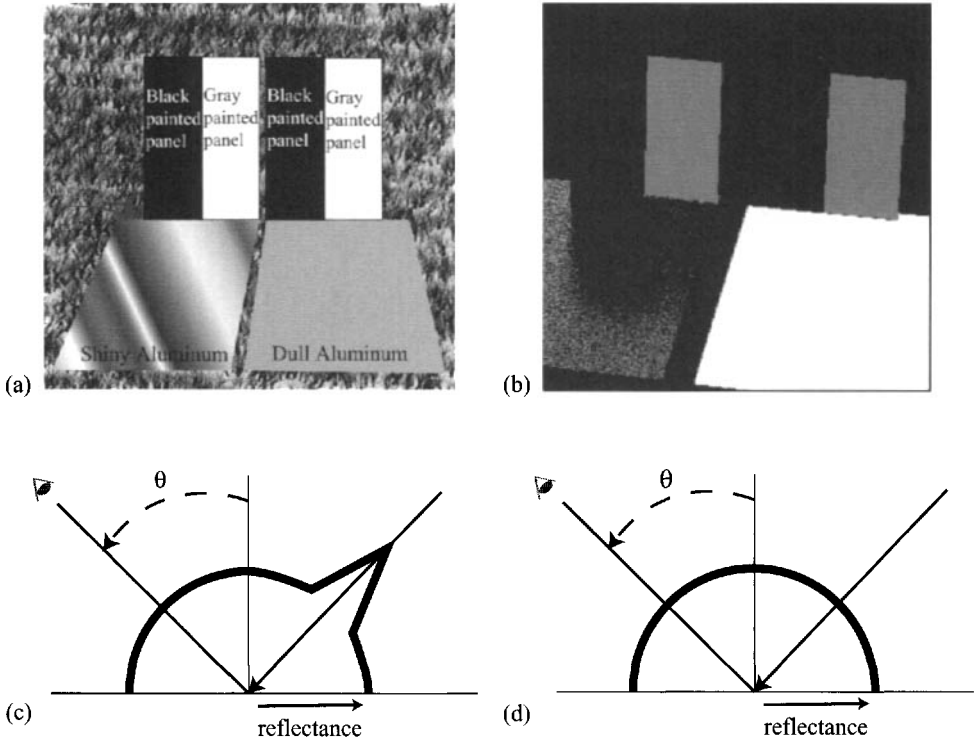 Black
painted
panel
Gray
painted
panel
Black
painted
panel
Gray
painted
panel
Shiny Aluminum
Dull Aluminum
(a)
(b)
θ
θ
(c)
reflectance
(d)
reflectance